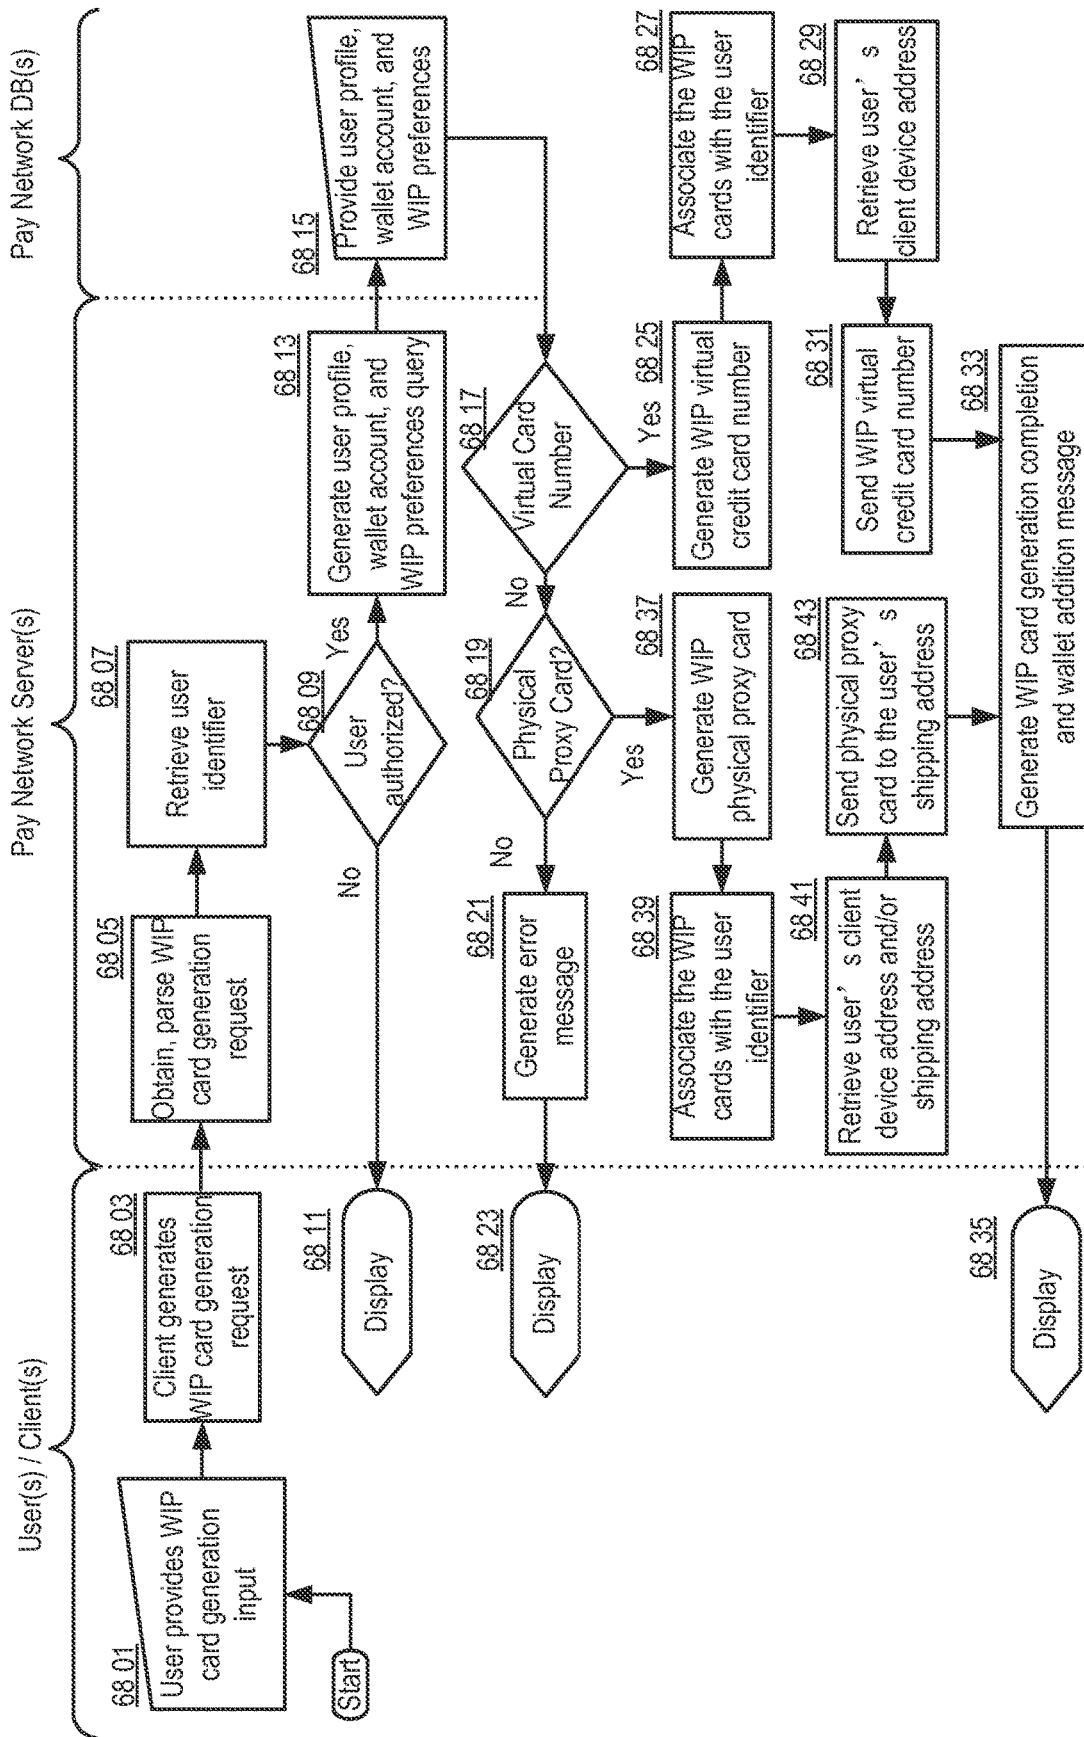 User(s) / Client(s)
Pay Network Server(s)
Pay Network DB(s)
68 01
User provides WIP
card generation
input
Start
68 03
Client generates
WIP card generation
request
68 05
Obtain, parse WIP
card generation
request
68 07
Retrieve user
identifier
68 09
User
authorized?
No
Yes
68 11
Display
68 13
Generate user profile,
wallet account, and
WIP preferences query
68 15
Provide user profile,
wallet account, and
WIP preferences
68 17
Virtual Card
Number
No
Yes
68 19
Physical
Proxy Card?
No
Yes
68 21
Generate error
message
68 23
Display
68 25
Generate WIP virtual
credit card number
68 27
Associate the WIP
cards with the user
identifier
68 29
Retrieve user's
client device address
68 31
Send WIP virtual
credit card number
68 37
Generate WIP
physical proxy card
68 39
Associate the WIP
cards with the user
identifier
68 41
Retrieve user's client
device address and/or
shipping address
68 43
Send physical proxy
card to the user's
shipping address
68 33
Generate WIP card generation completion
and wallet addition message
68 35
Display